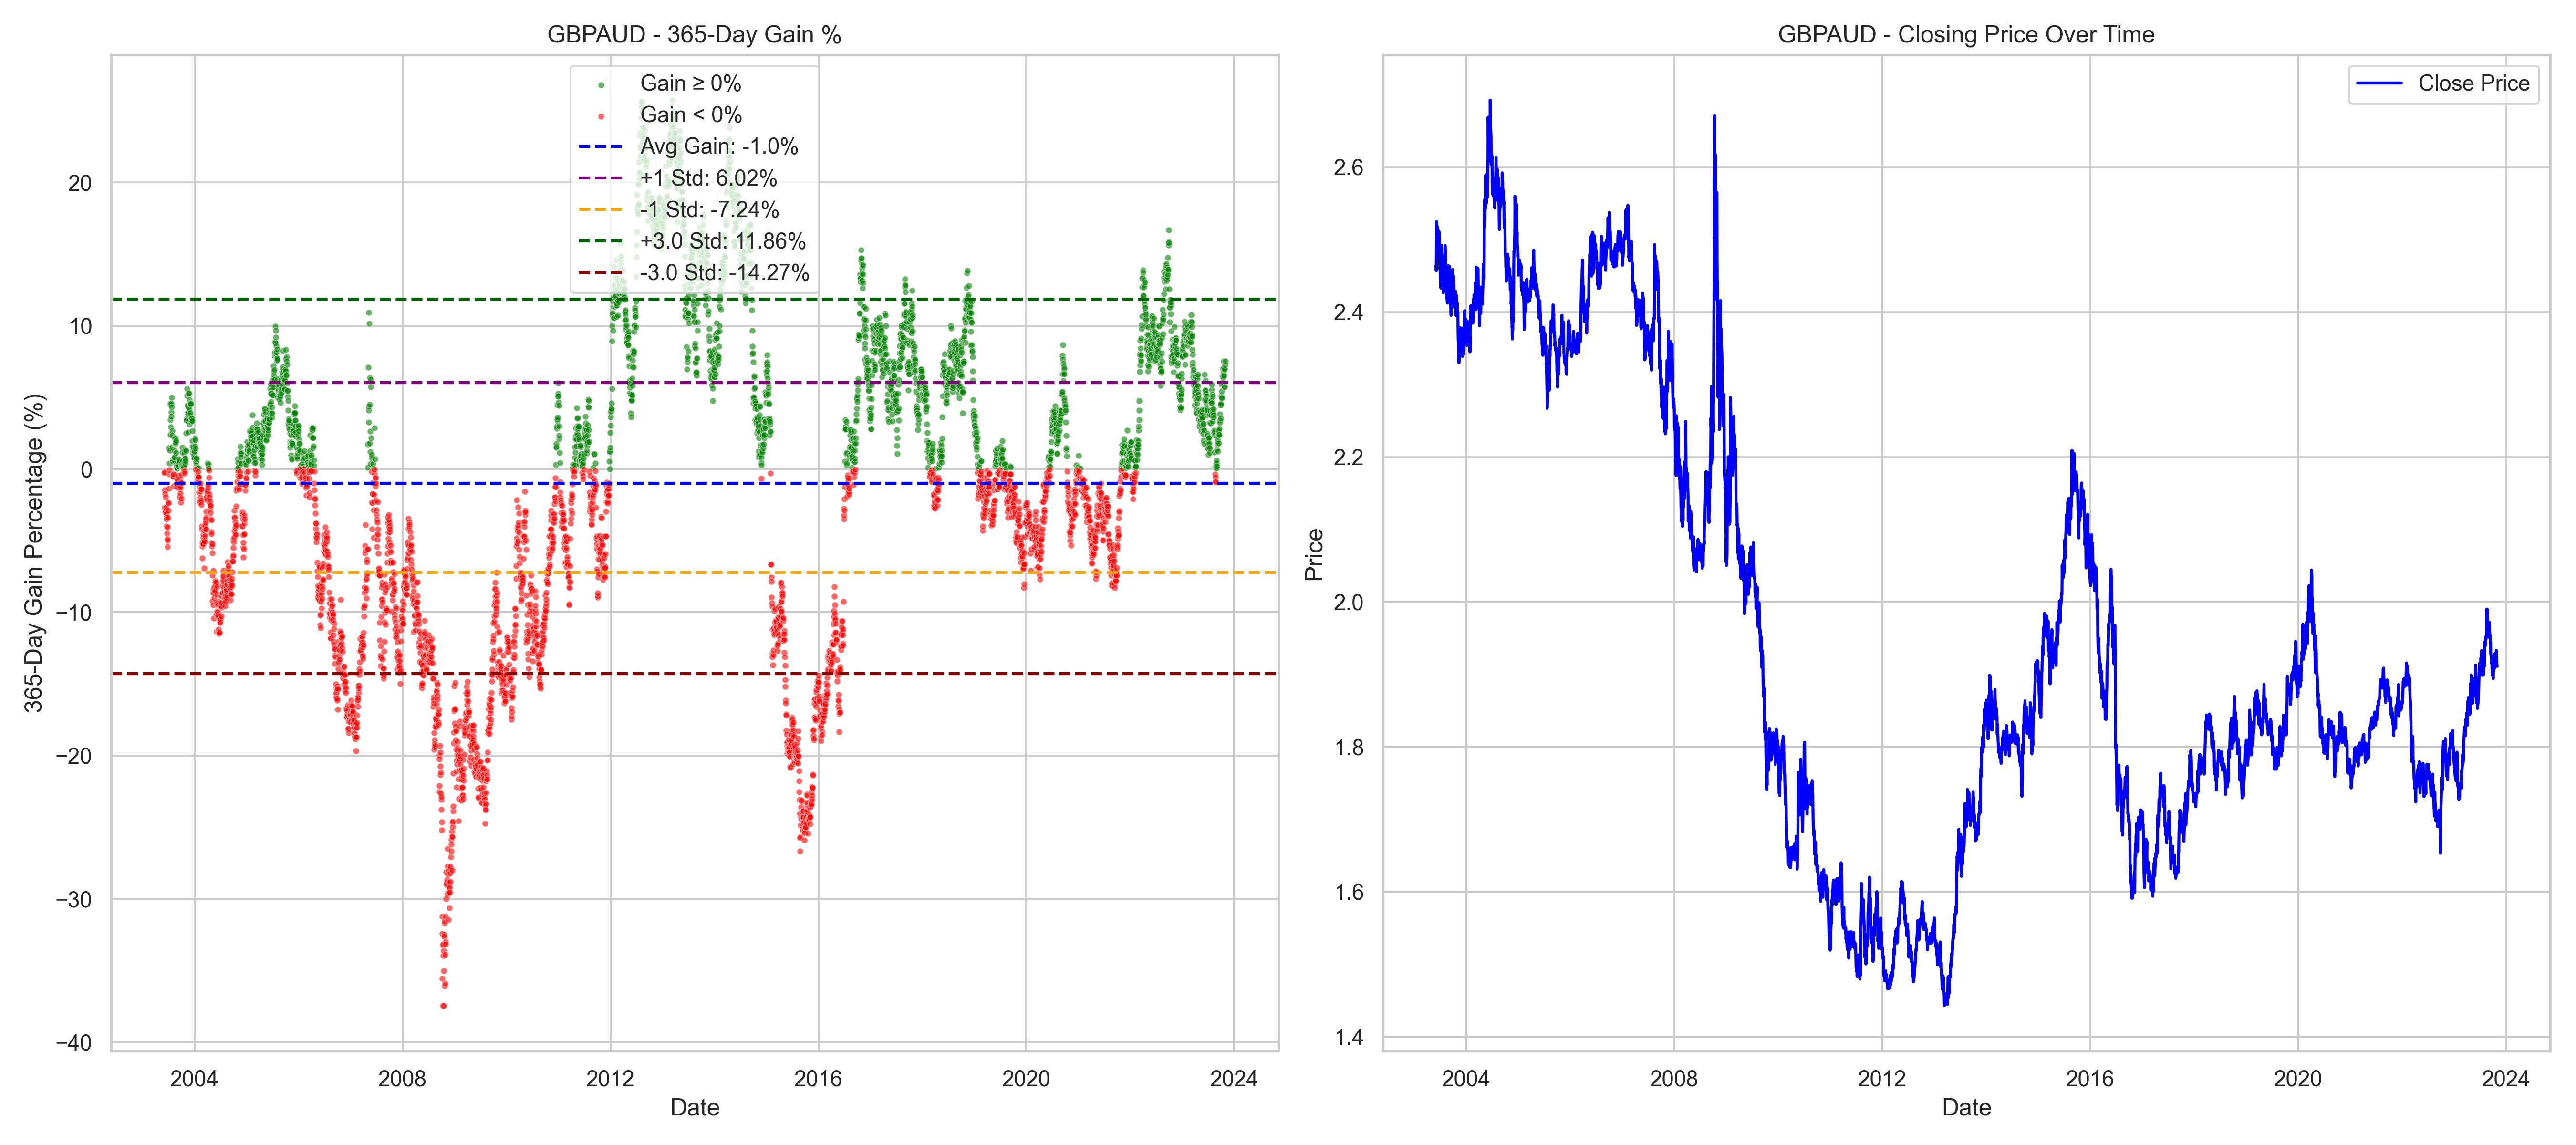 GBPAUD - 365-Day Gain %
365-Day Gain Percentage (%)
20
10
0
−10
−20
−30
−40
Gain ≥ 0%
Gain < 0%
Avg Gain: -1.0%
+1 Std: 6.02%
-1 Std: -7.24%
+3.0 Std: 11.86%
-3.0 Std: -14.27%
2004 2008 2012 2016 2020 2024
Date
GBPAUD - Closing Price Over Time
Close Price
Price
2.6
2.4
2.2
2.0
1.8
1.6
1.4
2004 2008 2012 2016 2020 2024
Date